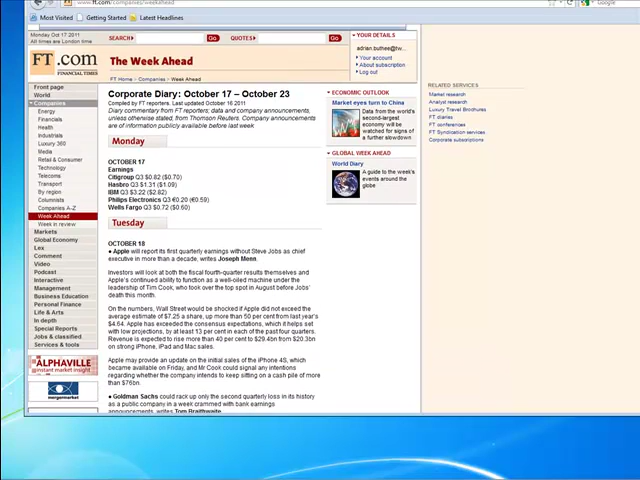 www.ft.com/companies/weekahead
Google
Most Visited Getting Started Latest Headlines
Monday Oct 17 2011
All times are London time
SEARCH Go QUOTES Go
YOUR DETAILS
adrian.buthee@tw...
Your account
About subscription
Log out
FT.com
FINANCIAL TIMES
The Week Ahead
FT Home > Companies > Week Ahead
Front page
World
Companies
Energy
Financials
Health
Industrials
Luxury 360
Media
Retail & Consumer
Technology
Telecoms
Transport
By region
Columnists
Companies A-Z
Week Ahead
Week in review
Markets
Global Economy
Lex
Comment
Video
Podcast
Interactive
Management
Business Education
Personal Finance
Life & Arts
In depth
Special Reports
Jobs & classified
Services & tools
ALPHAVILLE
instant market insight
mergermarket
Corporate Diary: October 17 – October 23
Compiled by FT reporters. Last updated October 16 2011
Diary commentary from FT reporters; data and company announcements,
unless otherwise stated, from Thomson Reuters. Company announcements
are of information publicly available before last week
Monday
OCTOBER 17
Earnings
Citigroup Q3 $0.82 ($0.70)
Hasbro Q3 $1.31 ($1.09)
IBM Q3 $3.22 ($2.82)
Philips Electronics Q3 €0.20 (€0.59)
Wells Fargo Q3 $0.72 ($0.60)
Tuesday
OCTOBER 18
● Apple will report its first quarterly earnings without Steve Jobs as chief
executive in more than a decade, writes Joseph Menn.
Investors will look at both the fiscal fourth-quarter results themselves and
Apple's continued ability to function as a well-oiled machine under the
leadership of Tim Cook, who took over the top spot in August before Jobs'
death this month.
On the numbers, Wall Street would be shocked if Apple did not exceed the
average estimate of $7.25 a share, up more than 50 per cent from last year's
$4.64. Apple has exceeded the consensus expectations, which it helps set
with low projections, by at least 13 per cent in each of the past four quarters.
Revenue is expected to rise more than 40 per cent to $29.4bn from $20.3bn
on strong iPhone, iPad and Mac sales.
Apple may provide an update on the initial sales of the iPhone 4S, which
became available on Friday, and Mr Cook could signal any intentions
regarding whether the company intends to keep sitting on a cash pile of more
than $76bn.
● Goldman Sachs could rack up only the second quarterly loss in its history
as a public company in a week crammed with bank earnings
announcements, writes Tom Braithwaite.
ECONOMIC OUTLOOK
Market eyes turn to China
Data from the world's
second-largest
economy will be
watched for signs of
a further slowdown
GLOBAL WEEK AHEAD
World Diary
A guide to the week's
events around the
globe
RELATED SERVICES
Market research
Analyst research
Luxury Travel Brochures
FT diaries
FT conferences
FT Syndication services
Corporate subscriptions